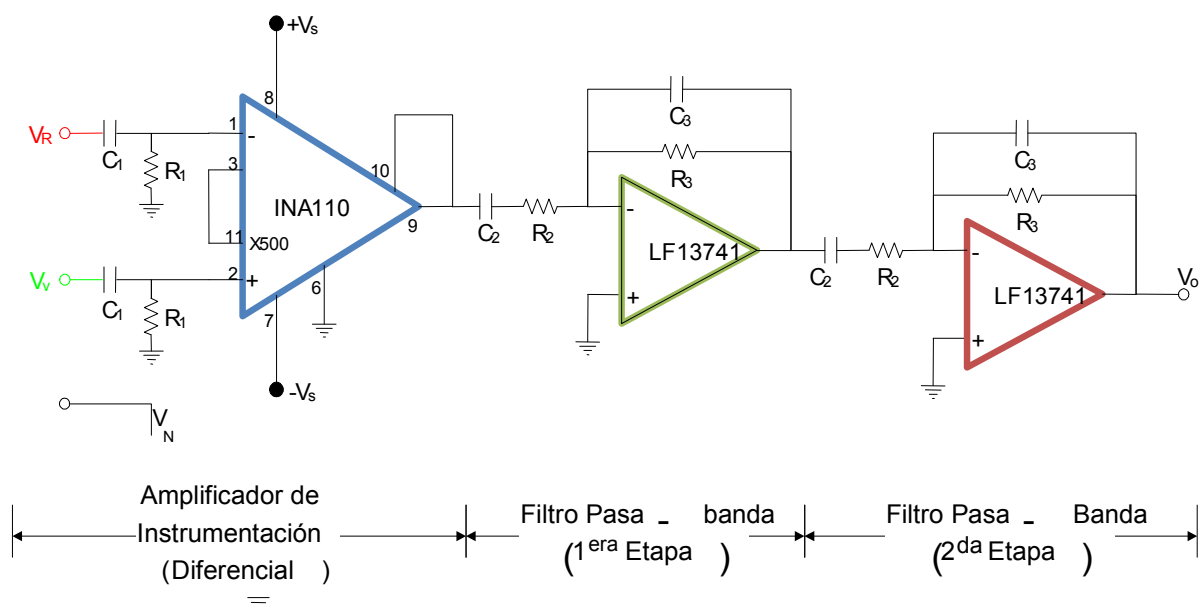 +Vs
8
VR
C1
1
-
R1
3
10
INA110
11
X500
9
Vv
C1
2
+
R1
6
7
-Vs
VN
C2
R2
C3
R3
-
LF13741
+
C2
R2
C3
R3
-
LF13741
+
Vo
Amplificador de
Instrumentación
(Diferencial )
Filtro Pasa - banda
(1era Etapa )
Filtro Pasa - Banda
(2da Etapa )